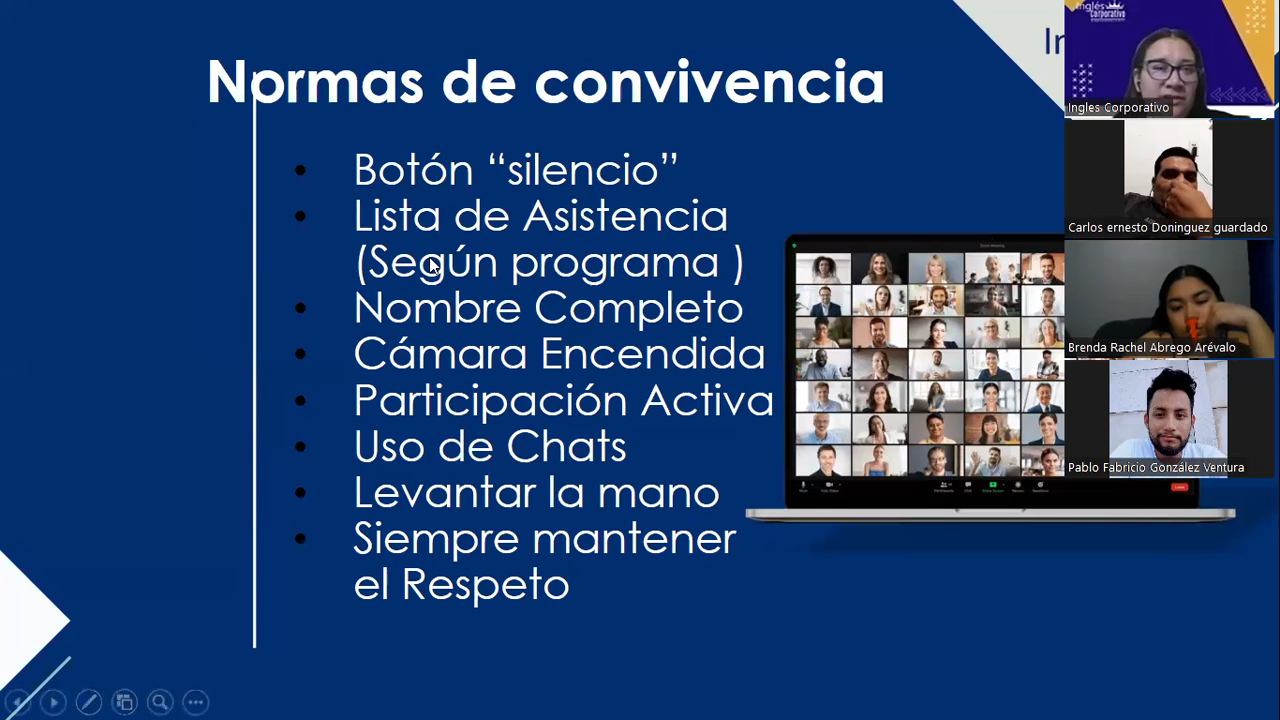 Normas de convivencia
• Botón “silencio”
• Lista de Asistencia
(Según programa )
• Nombre Completo
• Cámara Encendida
• Participación Activa
• Uso de Chats
• Levantar la mano
• Siempre mantener
el Respeto
Inglés
corporativo
Ingles Corporativo
Carlos ernesto Doninguez guardado
Brenda Rachel Abrego Arévalo
Pablo Fabricio González Ventura